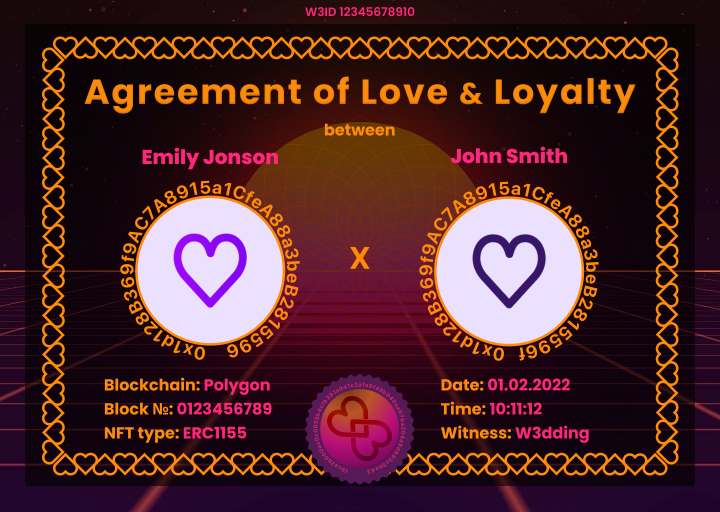 W3ID 12345678910
Agreement of Love & Loyalty
between
Emily Jonson
John Smith
0x1d128B369f9AC7A8915a1CfeA88a3beB2815596
X
0x1d128B369f9AC7A8915a1CfeA88a3beB2815596f
Blockchain: Polygon
Block №: 0123456789
NFT type: ERC1155
Date: 01.02.2022
Time: 10:11:12
Witness: W3dding